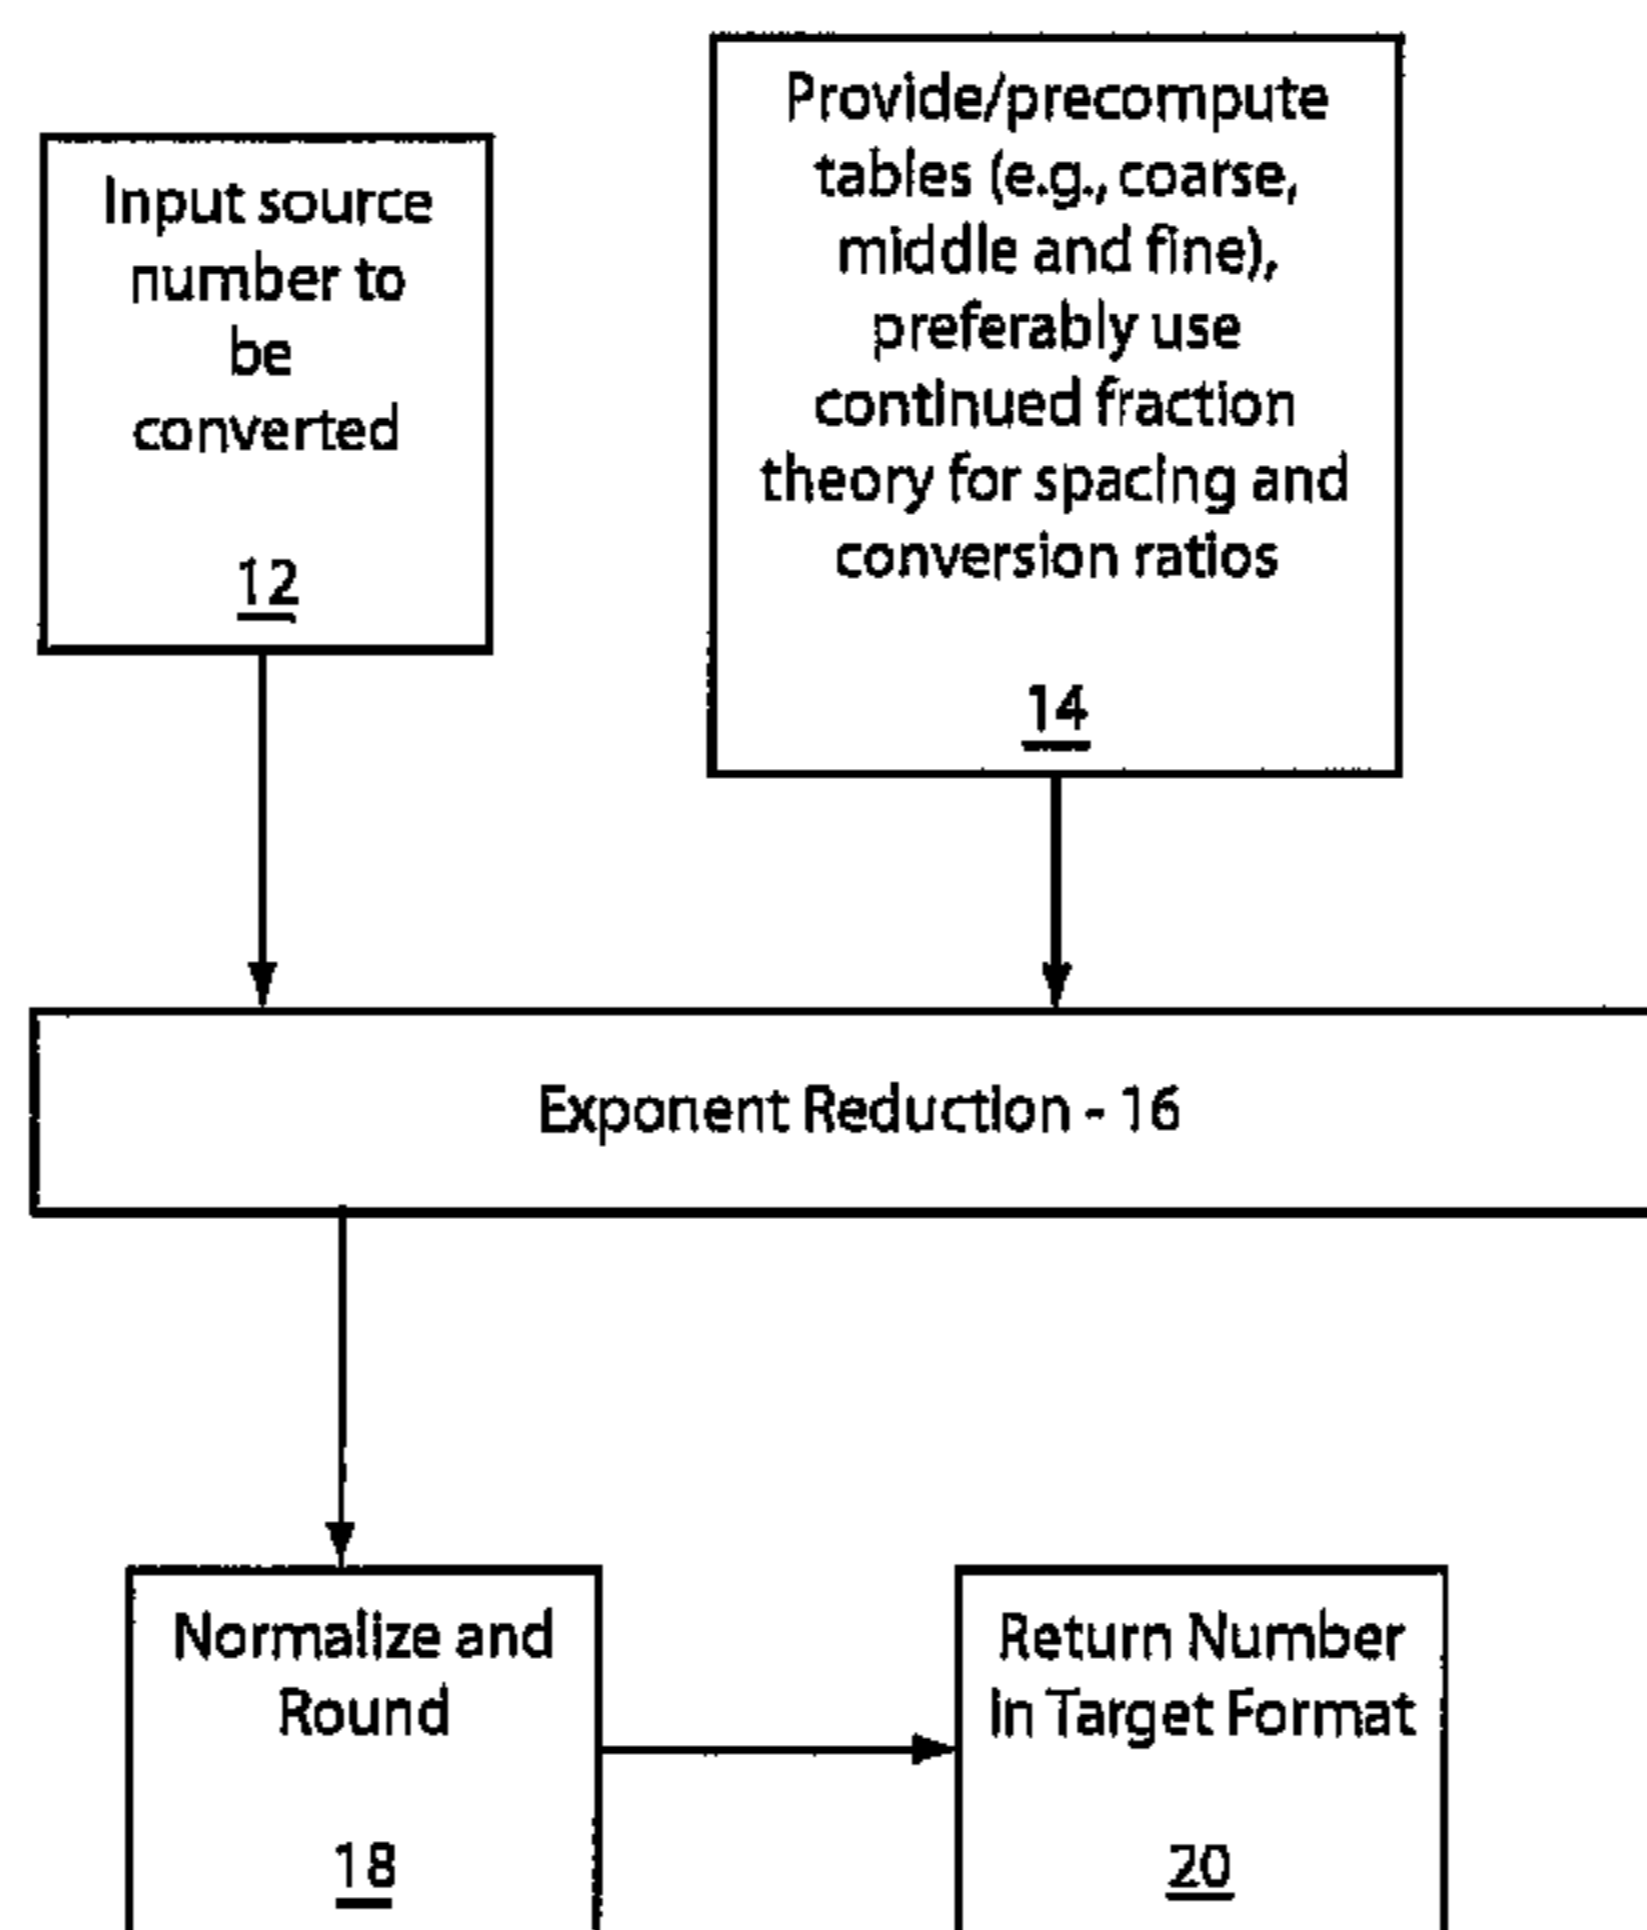 Input source
number to
be
converted
12
Provide/precompute
tables (e.g., coarse,
middle and fine),
preferably use
continued fraction
theory for spacing and
conversion ratios
14
Exponent Reduction - 16
Normalize and
Round
18
Return Number
in Target Format
20